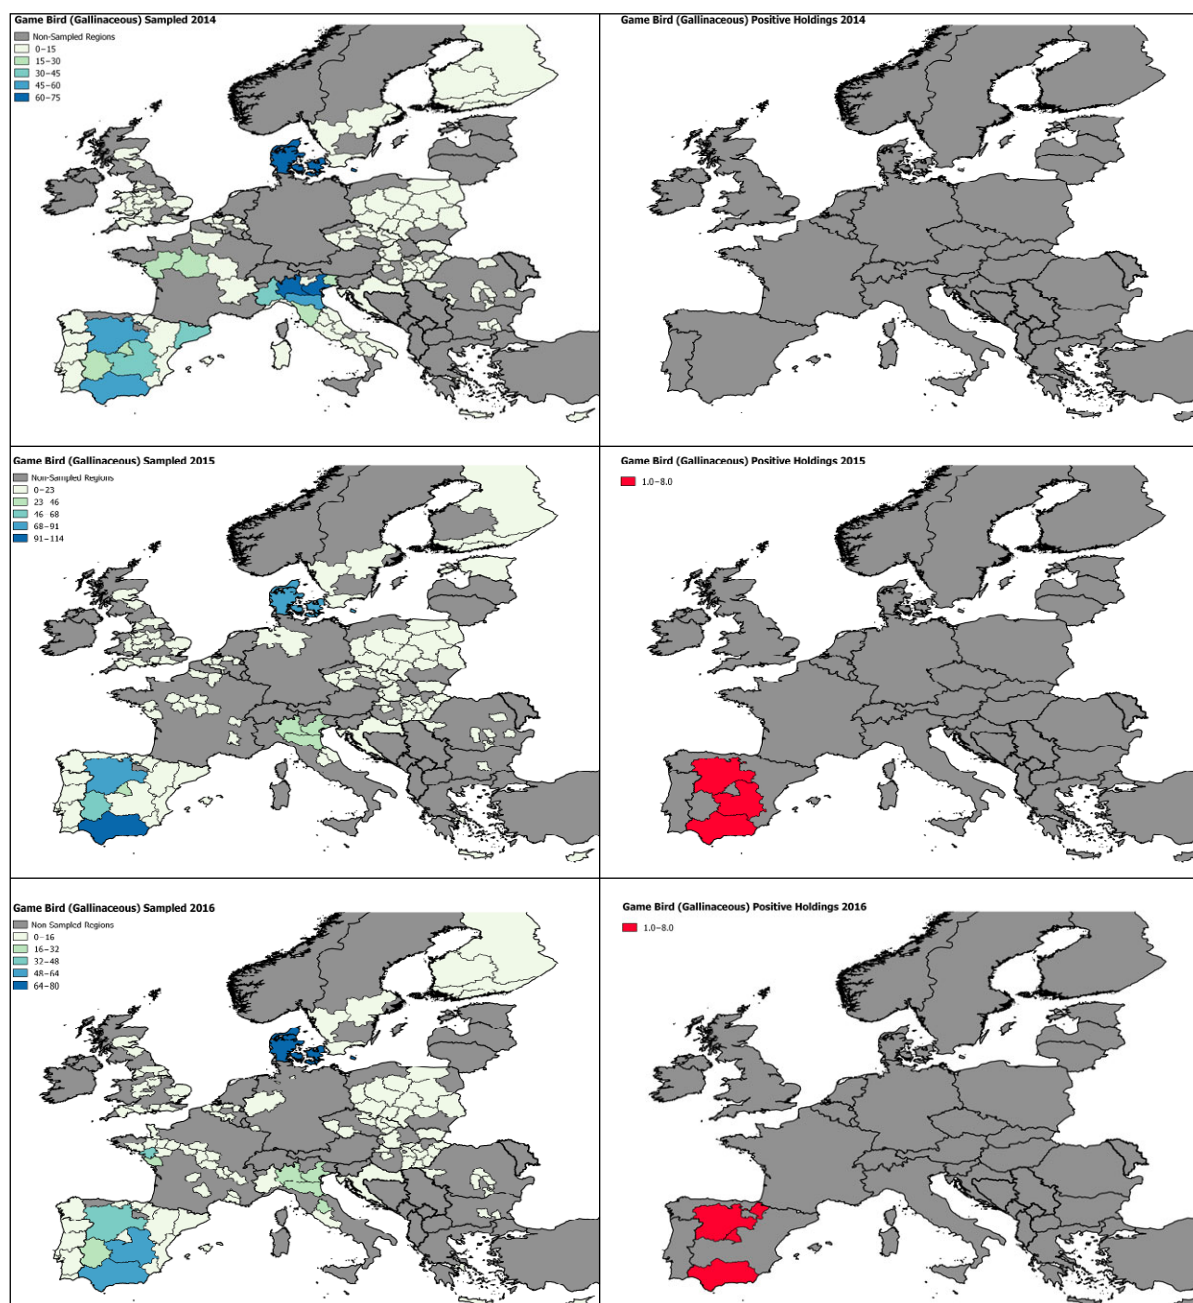 Game Bird (Gallinaceous) Sampled 2014
Non-Sampled Regions
0–15
15–30
30–45
45–60
60–75
Game Bird (Gallinaceous) Positive Holdings 2014
Game Bird (Gallinaceous) Sampled 2015
Non-Sampled Regions
0–23
23 46
46 68
68–91
91–114
Game Bird (Gallinaceous) Positive Holdings 2015
1.0–8.0
Game Bird (Gallinaceous) Sampled 2016
Non Sampled Regions
0–16
16–32
32–48
48–64
64–80
Game Bird (Gallinaceous) Positive Holdings 2016
1.0–8.0